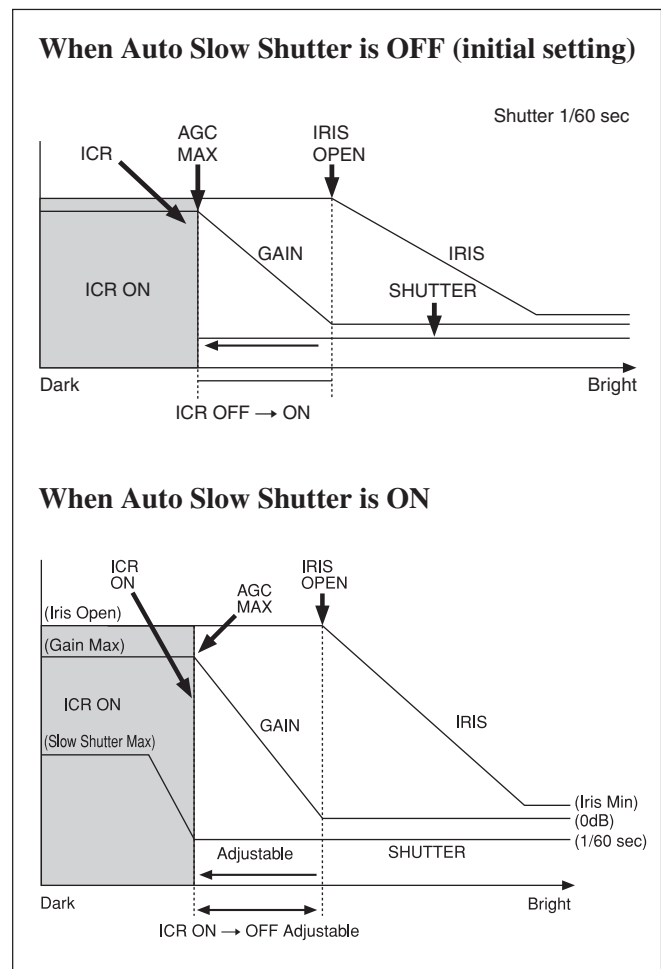 When Auto Slow Shutter is OFF (initial setting)
Shutter 1/60 sec
ICR
AGC
MAX
IRIS
OPEN
GAIN
IRIS
ICR ON
SHUTTER
Dark
Bright
ICR OFF → ON
When Auto Slow Shutter is ON
ICR
ON
AGC
MAX
IRIS
OPEN
(Iris Open)
(Gain Max)
ICR ON
GAIN
IRIS
(Slow Shutter Max)
(Iris Min)
(0dB)
(1/60 sec)
Adjustable
SHUTTER
Dark
Bright
ICR ON → OFF Adjustable